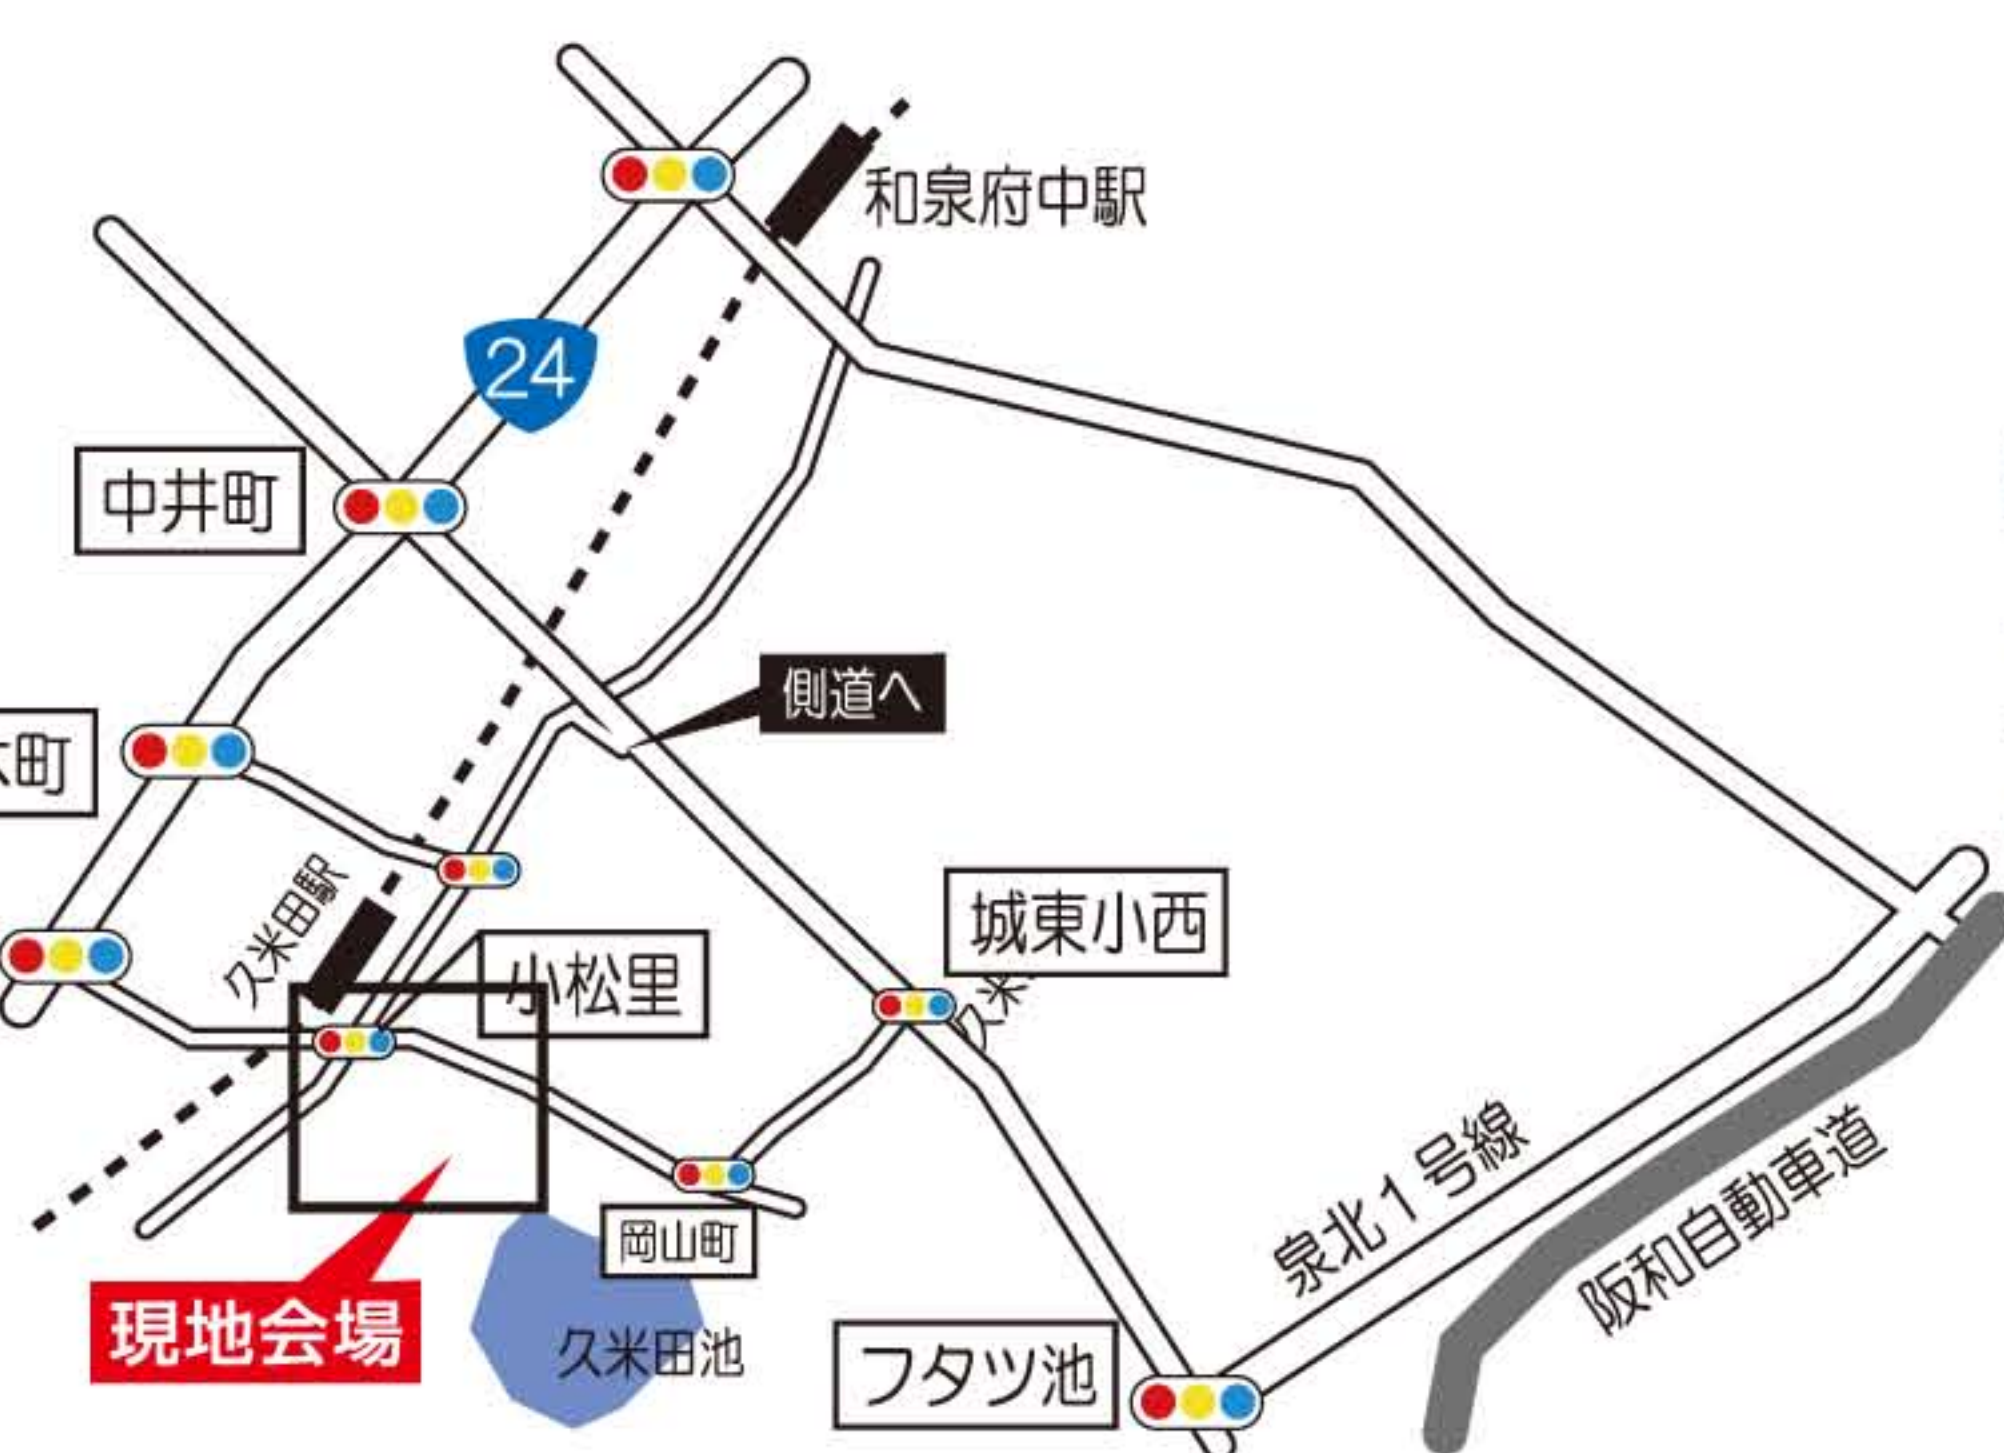 和泉府中駅
24
中井町
側道へ
町
久米田駅
城東小西
小松里
久米
泉北1号線
阪和自動車道
岡山町
現地会場
久米田池
フタツ池